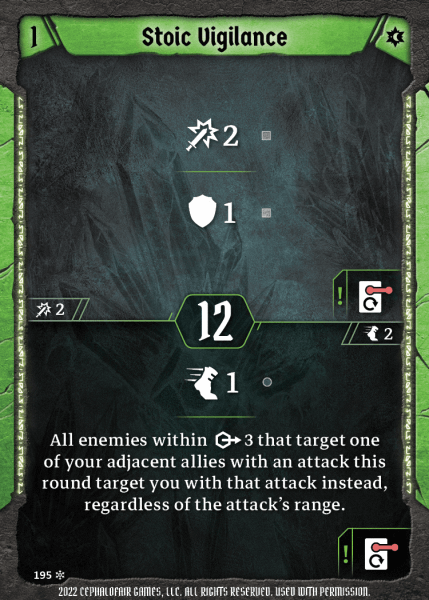 1
Stoic Vigilance
2
1
2
12
2
1
All enemies within 3 that target one
of your adjacent allies with an attack this
round target you with that attack instead,
regardless of the attack's range.
195
2022 CEPHALOFAIR GAMES, LLC. ALL RIGHTS RESERVED. USED WITH PERMISSION.